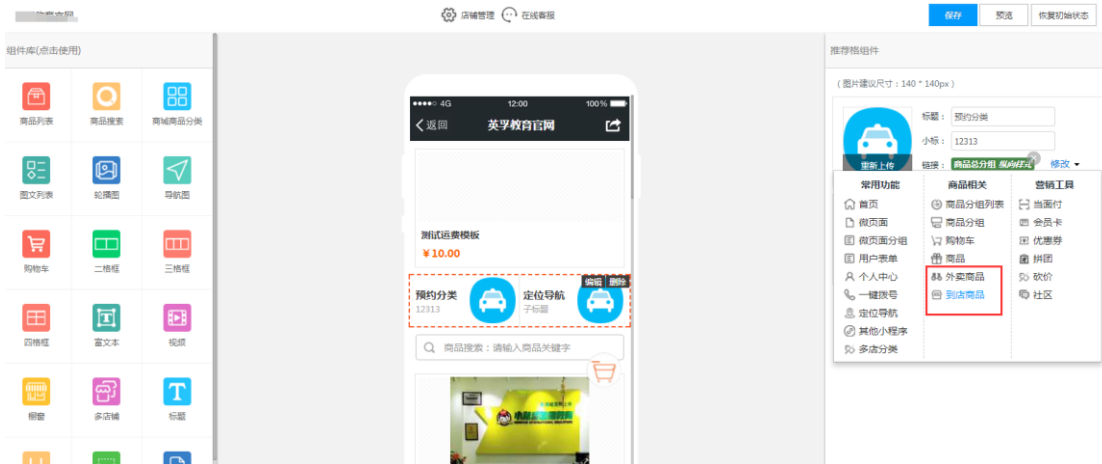 店铺管理 在线客服
保存 预览 恢复初始状态
组件库(点击使用)
商品列表 商品搜索 商城商品分类
图文列表 轮播图 导航图
购物车 二格框 三格框
四格框 富文本 视频
橱窗 多店铺 标题
4G 12:00 100%
返回 英孚教育官网
测试运费模板
￥10.00
编辑 删除
预约分类 定位导航
12313 子标题
商品搜索：请输入商品关键字
推荐格组件
(图片建议尺寸：140 * 140px)
标题： 预约分类
小标： 12313
重新上传
链接： 商品总分组 纵向样式 修改
常用功能 商品相关 营销工具
首页 商品分组列表 当面付
微页面 商品分组 会员卡
微页面分组 购物车 优惠券
用户表单 商品 拼团
个人中心 外卖商品 砍价
一键拨号 到店商品 社区
定位导航
其他小程序
多店分类